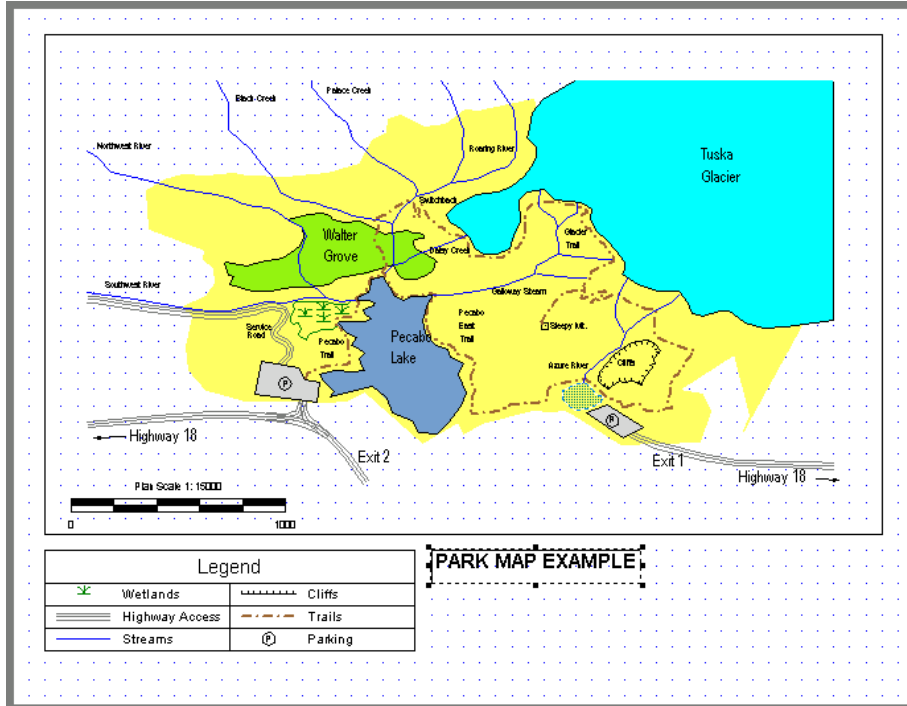 Black Creek
Palace Creek
Northwest River
Roaring River
Tuska
Glacier
Switchback
Walter
Grove
Daisy Creek
Glacier
Trail
Southwest River
Galloway Stream
Service
Road
Pecabo
Trail
Pecabo
Lake
Pecabo
East
Trail
Sleepy Mt.
Azure River
Cliffs
P
P
Highway 18
Exit 2
Exit 1
Highway 18
Plan Scale 1: 15000
0
1000
PARK MAP EXAMPLE
Legend
Wetlands
Cliffs
Highway Access
Trails
Streams
P
Parking